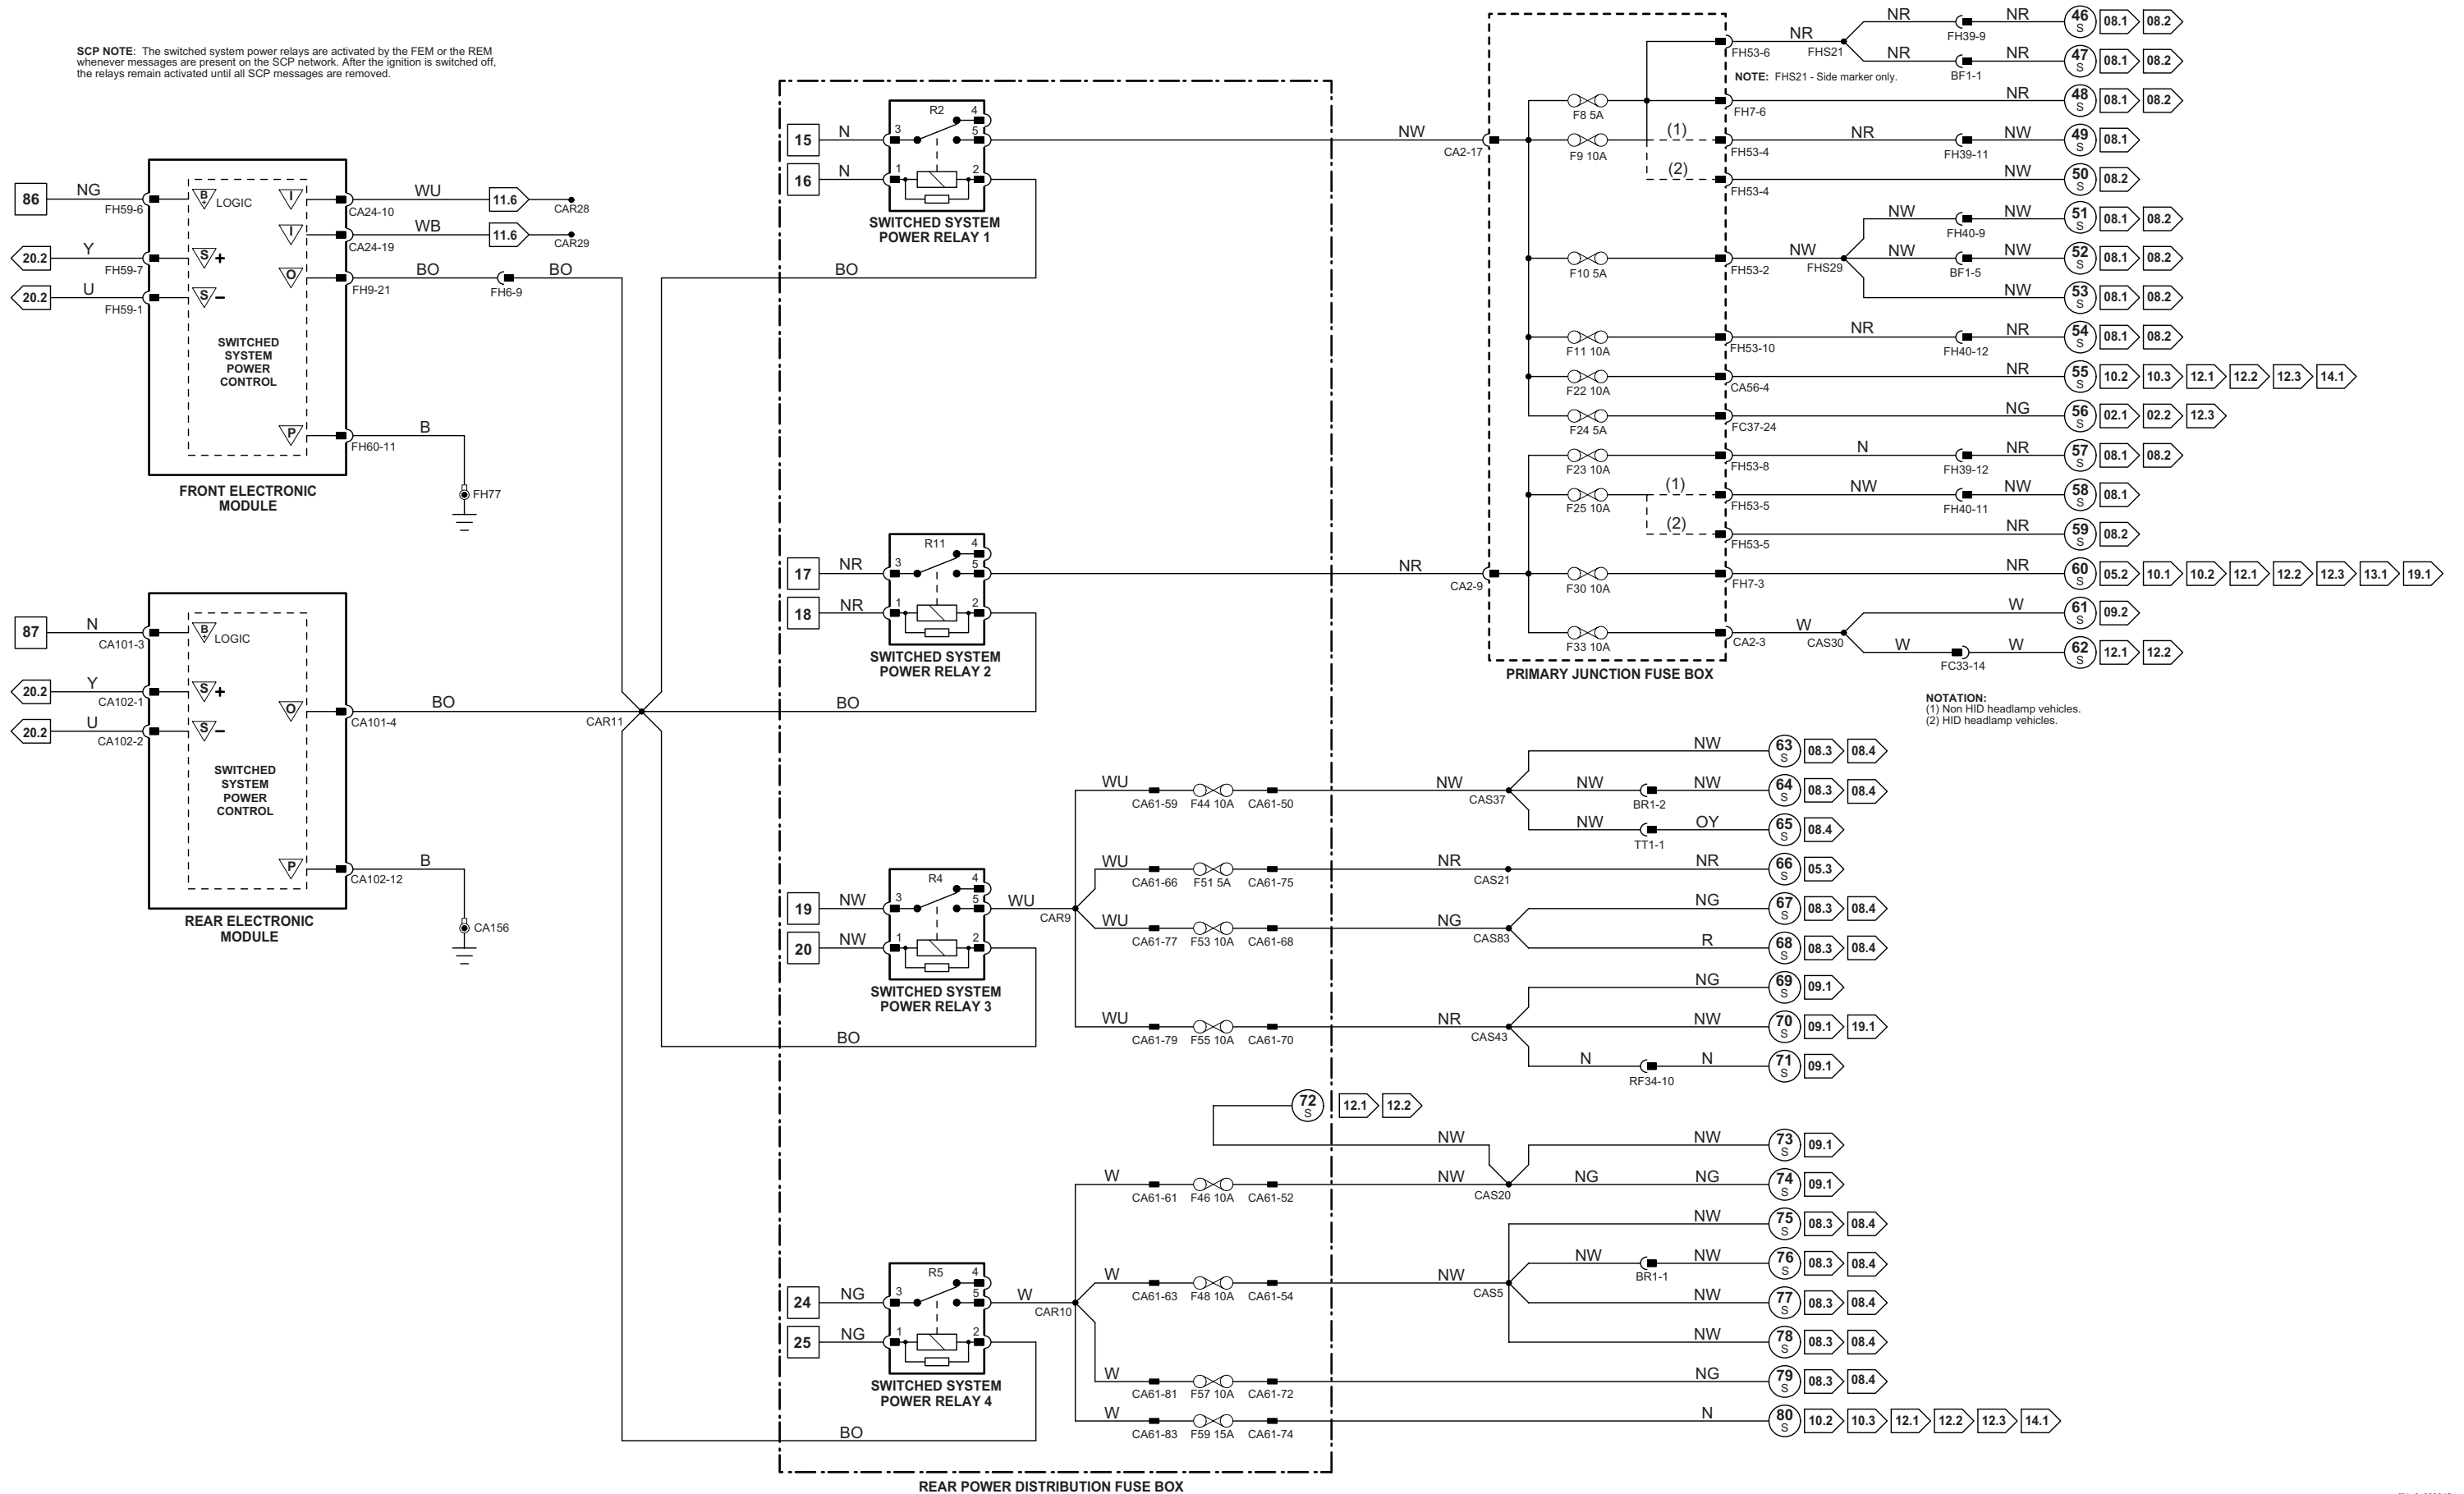 SCP NOTE: The switched system power relays are activated by the FEM or the REM
whenever messages are present on the SCP network. After the ignition is switched off,
the relays remain activated until all SCP messages are removed.
86
NG
FH59-6
B+
LOGIC
I
CA24-10
WU
11.6
CAR28
I
CA24-19
WB
11.6
CAR29
20.2
Y
FH59-7
S+
O
FH9-21
BO
FH6-9
BO
20.2
U
FH59-1
S–
SWITCHED
SYSTEM
POWER
CONTROL
P
FH60-11
B
FH77
FRONT ELECTRONIC
MODULE
87
N
CA101-3
B+
LOGIC
20.2
Y
CA102-1
S+
O
CA101-4
BO
CAR11
20.2
U
CA102-2
S–
SWITCHED
SYSTEM
POWER
CONTROL
P
CA102-12
B
CA156
REAR ELECTRONIC
MODULE
15
N
3
R2
4
5
16
N
1
2
SWITCHED SYSTEM
POWER RELAY 1
BO
NW
CA2-17
17
NR
3
R11
4
5
18
NR
1
2
SWITCHED SYSTEM
POWER RELAY 2
BO
NR
CA2-9
19
NW
3
R4
4
5
20
NW
1
2
SWITCHED SYSTEM
POWER RELAY 3
BO
WU
CAR9
24
NG
3
R5
4
5
25
NG
1
2
SWITCHED SYSTEM
POWER RELAY 4
BO
W
CAR10
REAR POWER DISTRIBUTION FUSE BOX
F8 5A
F9 10A
(1)
(2)
F10 5A
F11 10A
F22 10A
F24 5A
F23 10A
F25 10A
(1)
(2)
F30 10A
F33 10A
PRIMARY JUNCTION FUSE BOX
FH53-6 NR FHS21 NR FH39-9 NR 46 S 08.1 08.2
NR BF1-1 NR 47 S 08.1 08.2
NOTE: FHS21 - Side marker only.
FH7-6 NR 48 S 08.1 08.2
FH53-4 NR FH39-11 NW 49 S 08.1
FH53-4 NW 50 S 08.2
NW FH40-9 NW 51 S 08.1 08.2
FH53-2 NW FHS29 NW BF1-5 NW 52 S 08.1 08.2
NW 53 S 08.1 08.2
FH53-10 NR FH40-12 NR 54 S 08.1 08.2
CA56-4 NR 55 S 10.2 10.3 12.1 12.2 12.3 14.1
FC37-24 NG 56 S 02.1 02.2 12.3
FH53-8 N FH39-12 NR 57 S 08.1 08.2
FH53-5 NW FH40-11 NW 58 S 08.1
FH53-5 NR 59 S 08.2
FH7-3 NR 60 S 05.2 10.1 10.2 12.1 12.2 12.3 13.1 19.1
W 61 S 09.2
CA2-3 W CAS30 W FC33-14 W 62 S 12.1 12.2
NOTATION:
(1) Non HID headlamp vehicles.
(2) HID headlamp vehicles.
NW 63 S 08.3 08.4
WU CA61-59 F44 10A CA61-50 NW CAS37 NW BR1-2 NW 64 S 08.3 08.4
NW TT1-1 OY 65 S 08.4
WU CA61-66 F51 5A CA61-75 NR CAS21 NR 66 S 05.3
NG 67 S 08.3 08.4
WU CA61-77 F53 10A CA61-68 NG CAS83
R 68 S 08.3 08.4
NG 69 S 09.1
WU CA61-79 F55 10A CA61-70 NR CAS43 NW 70 S 09.1 19.1
N RF34-10 N 71 S 09.1
72 S 12.1 12.2
NW NW 73 S 09.1
W CA61-61 F46 10A CA61-52 NW CAS20 NG NG 74 S 09.1
NW 75 S 08.3 08.4
NW BR1-1 NW 76 S 08.3 08.4
W CA61-63 F48 10A CA61-54 NW CAS5
NW 77 S 08.3 08.4
NW 78 S 08.3 08.4
W CA61-81 F57 10A CA61-72 NG 79 S 08.3 08.4
W CA61-83 F59 15A CA61-74 N 80 S 10.2 10.3 12.1 12.2 12.3 14.1